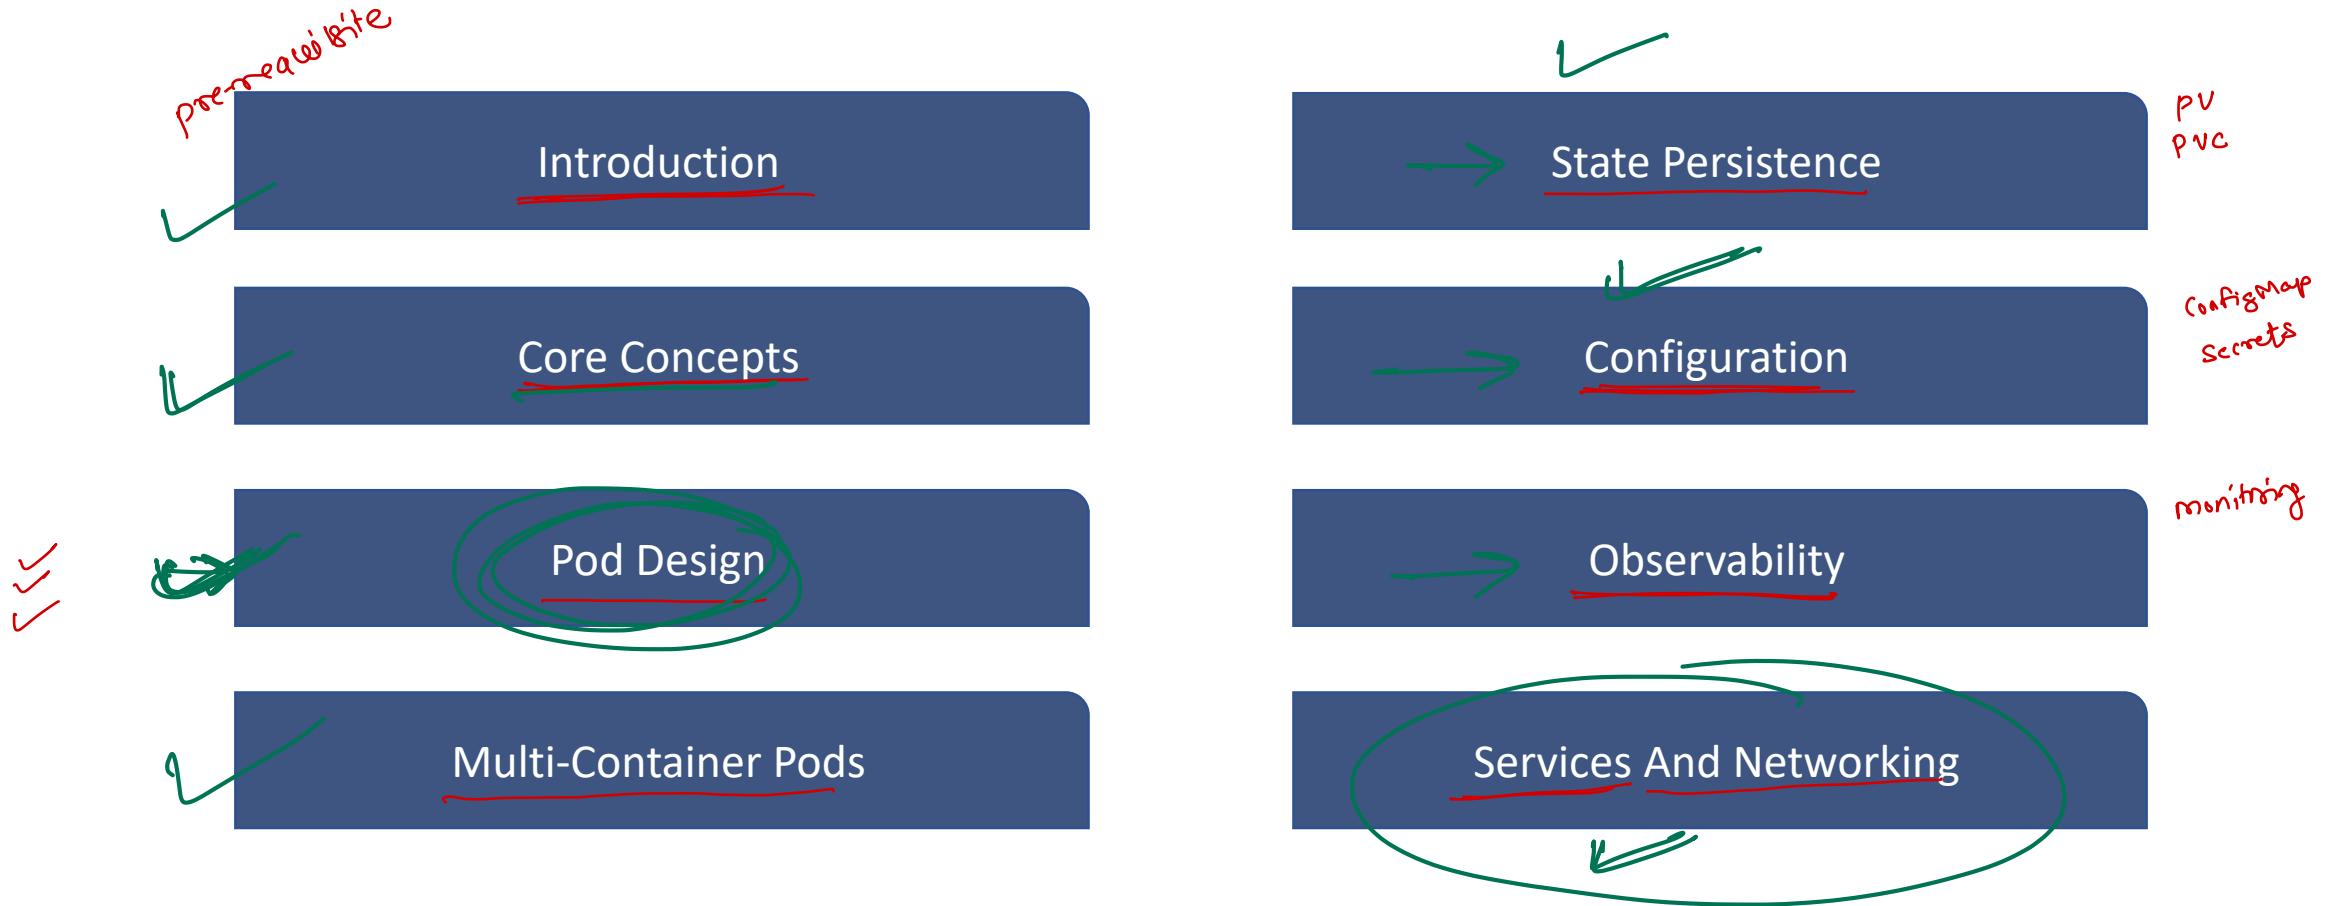 pre-reauisite
Introduction
Core Concepts
Pod Design
Multi-Container Pods
State Persistence
PV
PVC
Configuration
ConfigMap
secrets
Observability
monitoring
Services And Networking